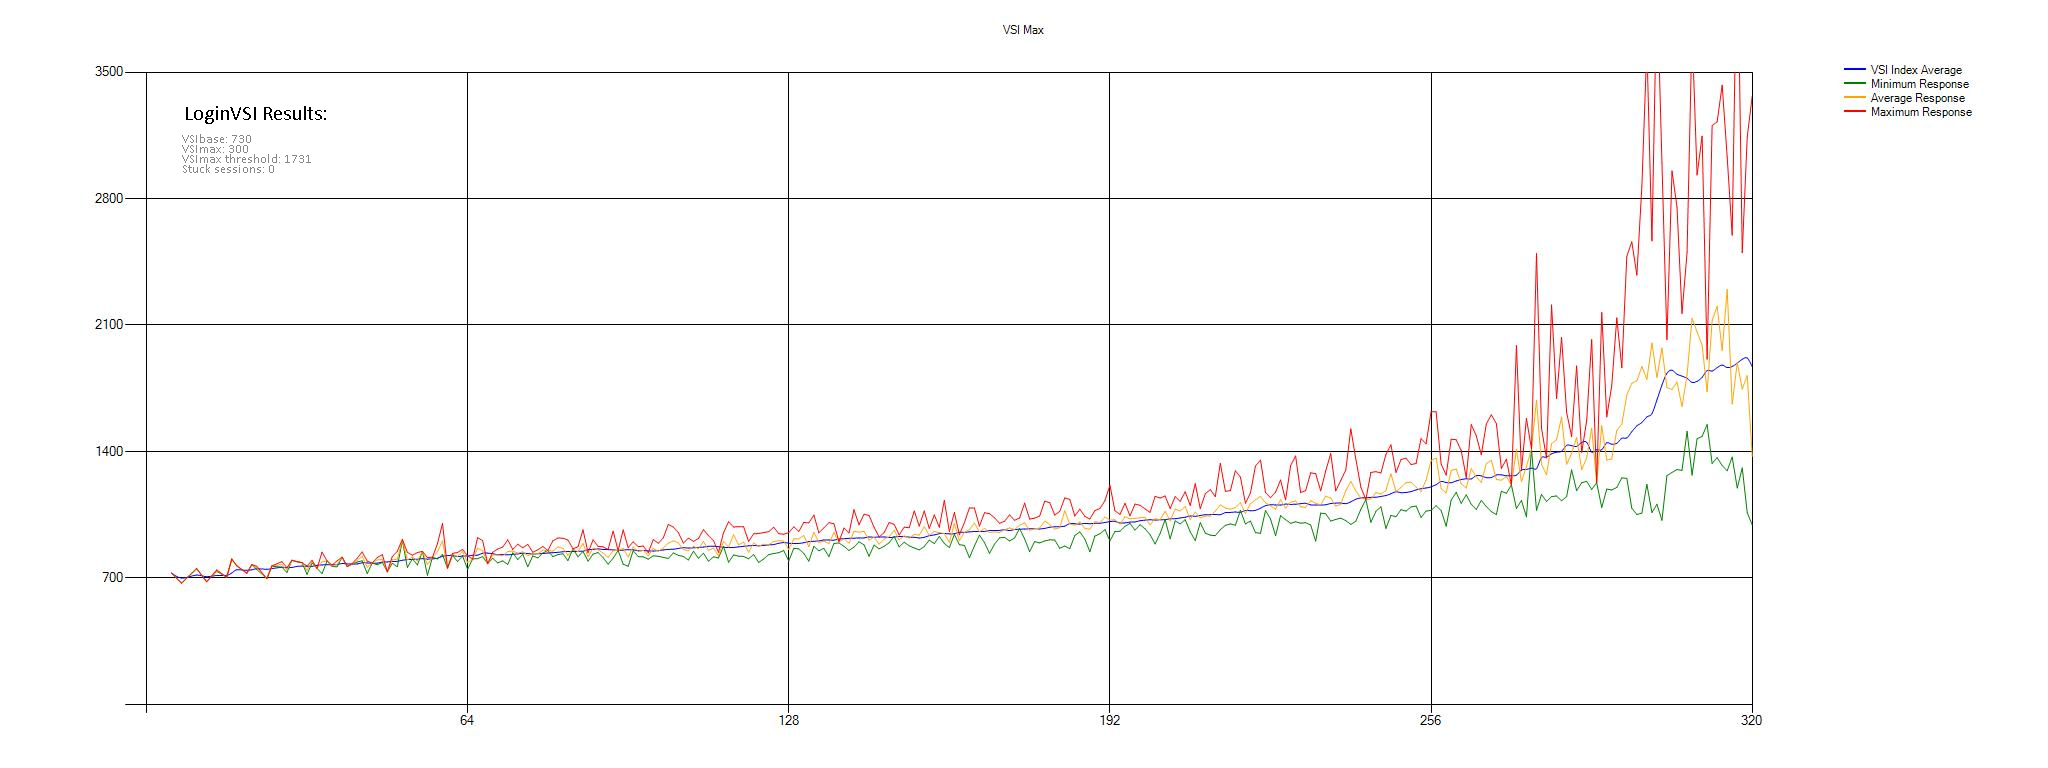 VSI Max
3500
2800
2100
1400
700
64
128
192
256
320
LoginVSI Results:
VSIbase: 730
VSImax: 300
VSImax threshold: 1731
Stuck sessions: 0
VSI Index Average
Minimum Response
Average Response
Maximum Response